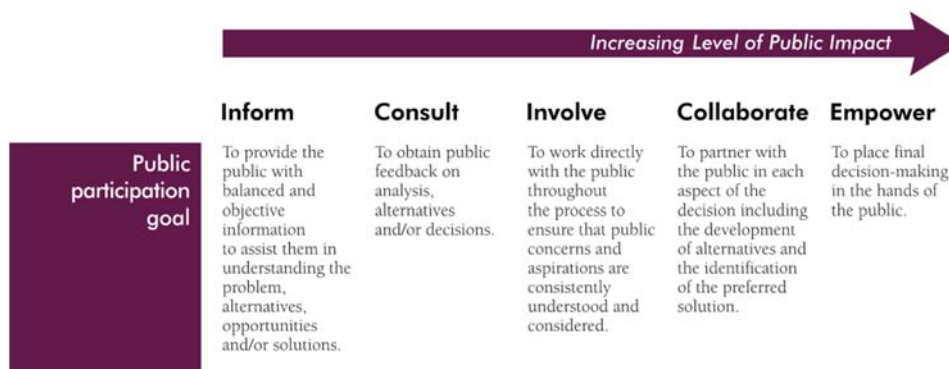 Increasing Level of Public Impact
Inform
Consult
Involve
Collaborate
Empower
Public
participation
goal
To provide the
public with
balanced and
objective
information
to assist them in
understanding the
problem,
alternatives,
opportunities
and/or solutions.
To obtain public
feedback on
analysis,
alternatives
and/or decisions.
To work directly
with the public
throughout
the process to
ensure that public
concerns and
aspirations are
consistently
understood and
considered.
To partner with
the public in each
aspect of the
decision including
the development
of alternatives and
the identification
of the preferred
solution.
To place final
decision-making
in the hands of
the public.